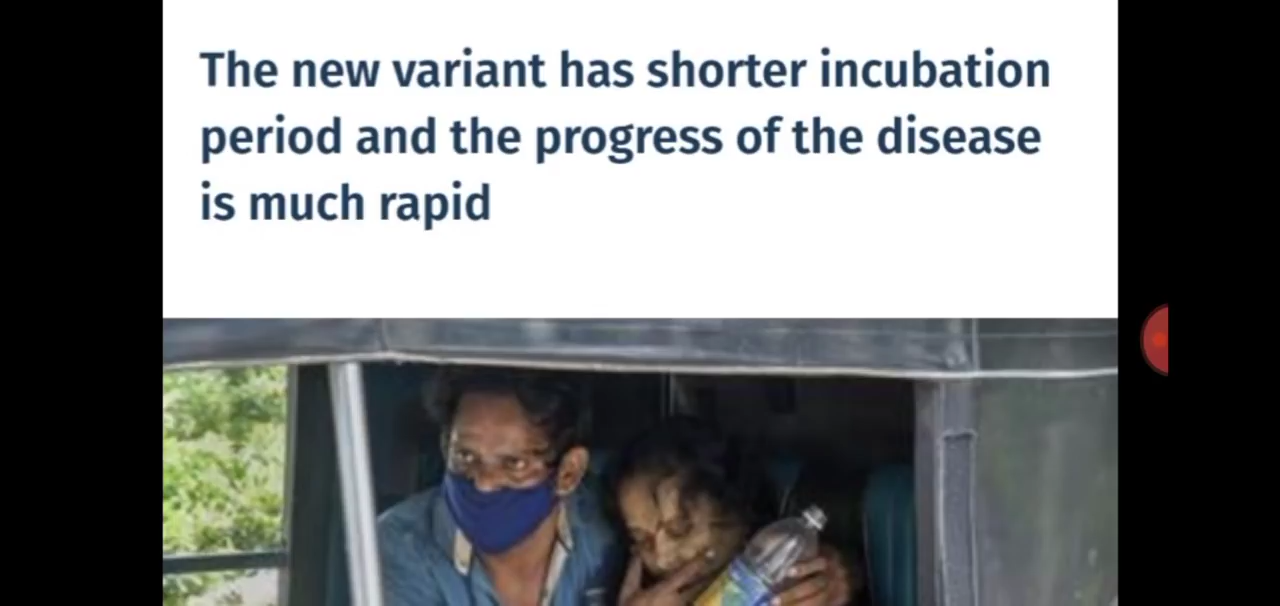 The new variant has shorter incubation
period and the progress of the disease
is much rapid